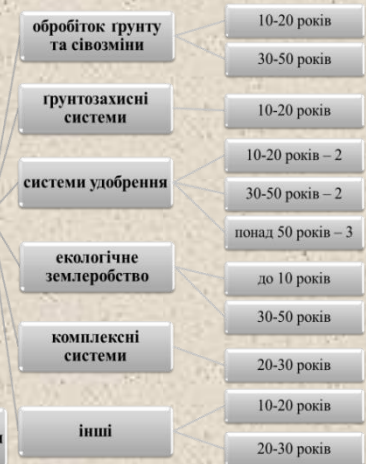 обробіток ґрунту
та сівозміни
10-20 років
30-50 років
ґрунтозахисні
системи
10-20 років
системи удобрення
10-20 років – 2
30-50 років – 2
понад 50 років – 3
екологічне
землеробство
до 10 років
30-50 років
комплексні
системи
20-30 років
інші
10-20 років
20-30 років